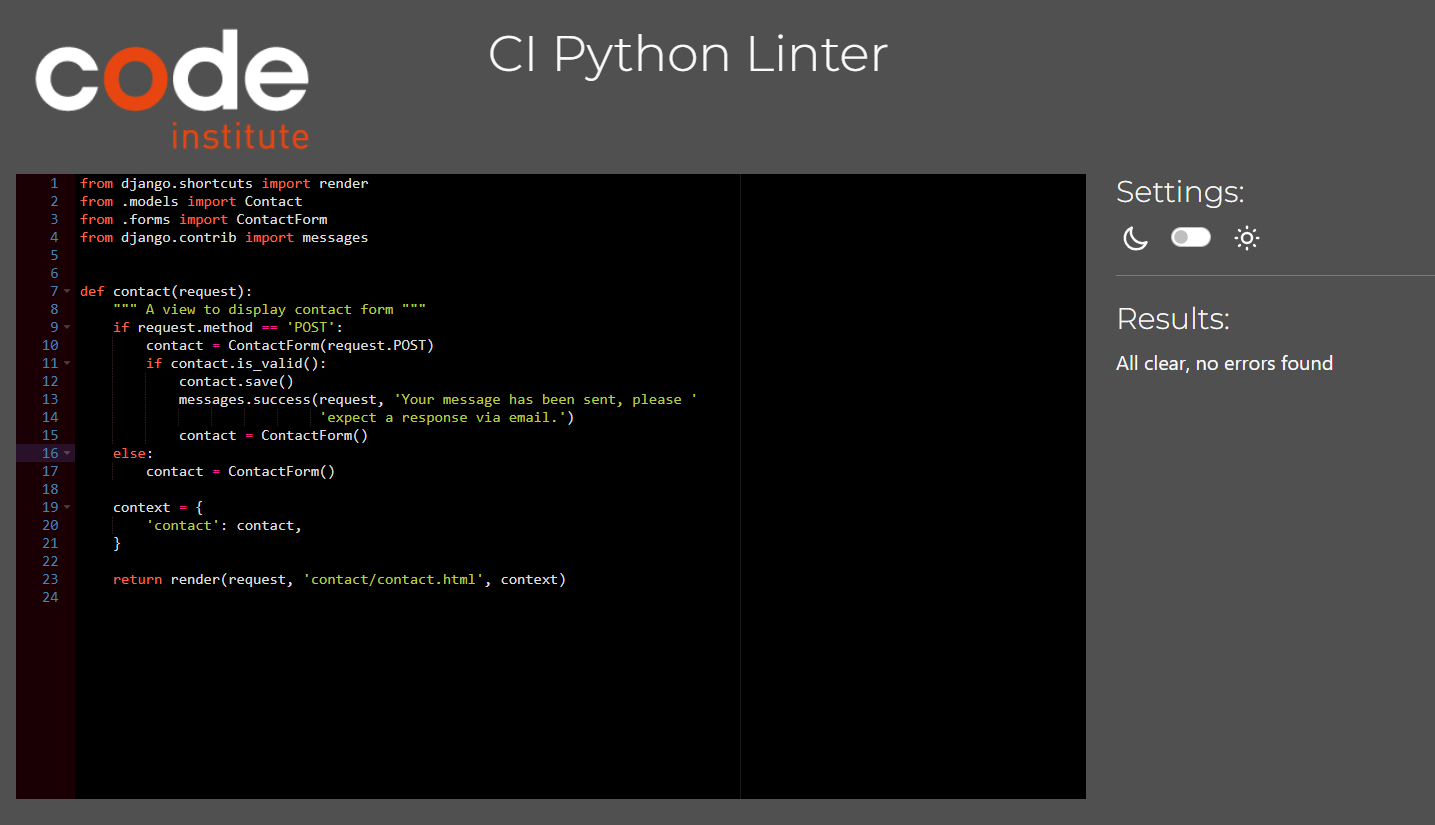 code
institute
CI Python Linter
1 from django.shortcuts import render
2 from .models import Contact
3 from .forms import ContactForm
4 from django.contrib import messages
5
6
7 def contact(request):
8     """ A view to display contact form """
9     if request.method == 'POST':
10         contact = ContactForm(request.POST)
11         if contact.is_valid():
12             contact.save()
13             messages.success(request, 'Your message has been sent, please '
14                              'expect a response via email.')
15             contact = ContactForm()
16     else:
17         contact = ContactForm()
18
19     context = {
20         'contact': contact,
21     }
22
23     return render(request, 'contact/contact.html', context)
24
Settings:
Results:
All clear, no errors found